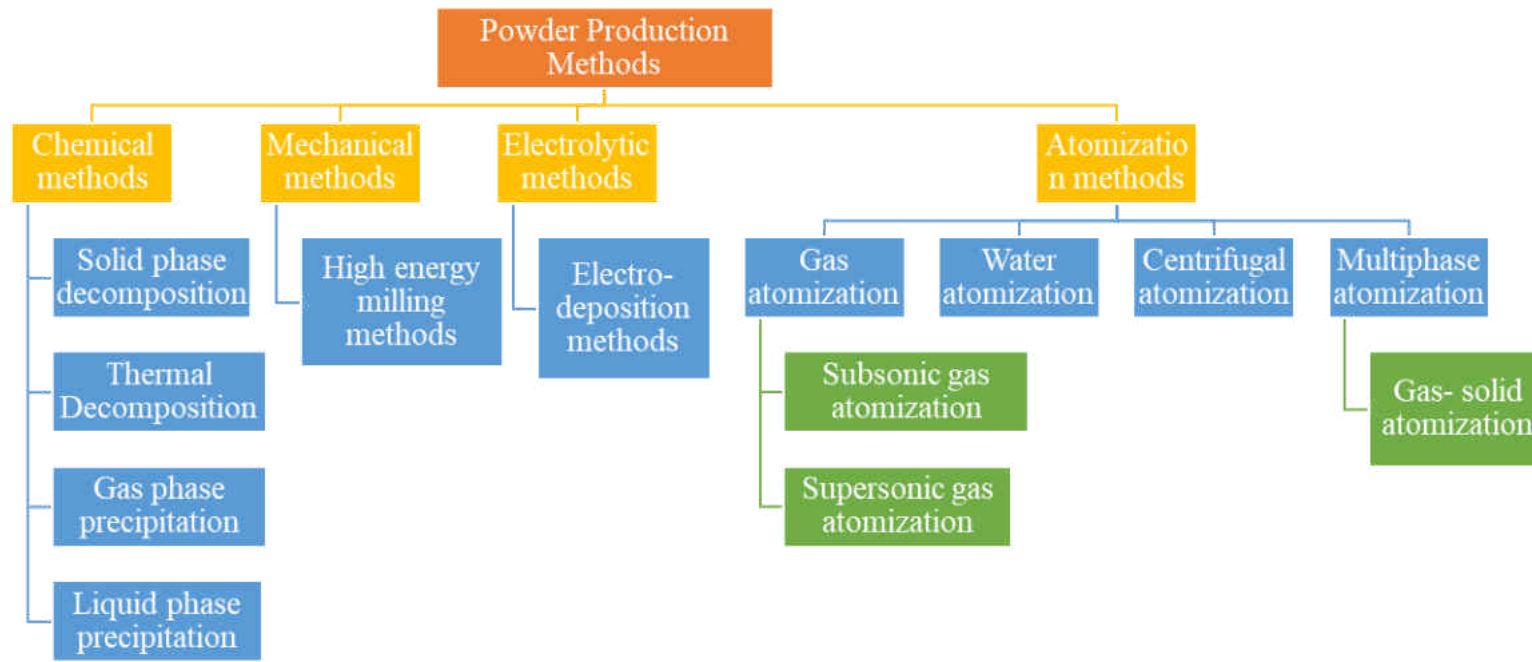 Powder Production
Methods
Chemical
methods
Mechanical
methods
Electrolytic
methods
Atomizatio
n methods
Solid phase
decomposition
Thermal
Decomposition
Gas phase
precipitation
Liquid phase
precipitation
High energy
milling
methods
Electro-
deposition
methods
Gas
atomization
Water
atomization
Centrifugal
atomization
Multiphase
atomization
Subsonic gas
atomization
Supersonic gas
atomization
Gas- solid
atomization